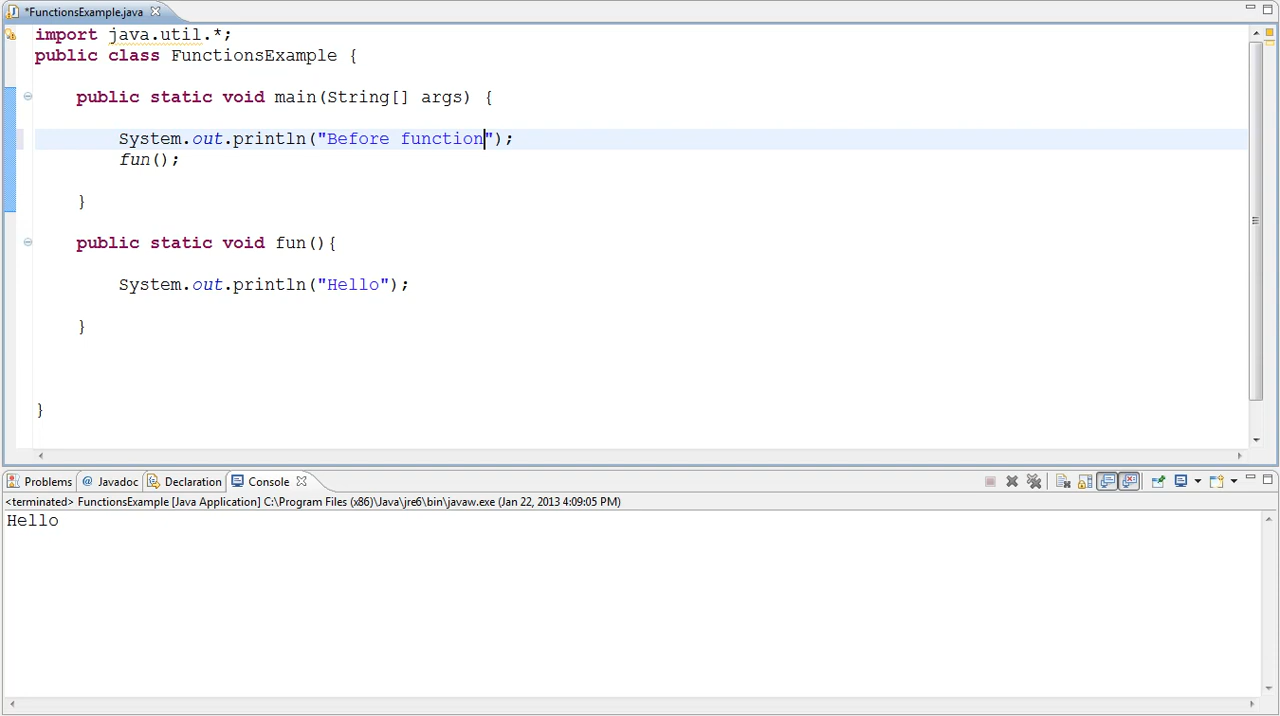 *FunctionsExample.java
import java.util.*;
public class FunctionsExample {
public static void main(String[] args) {
System.out.println("Before function");
fun();
}
public static void fun(){
System.out.println("Hello");
}
}
Problems @ Javadoc Declaration Console
<terminated> FunctionsExample [Java Application] C:\Program Files (x86)\Java\jre6\bin\javaw.exe (Jan 22, 2013 4:09:05 PM)
Hello